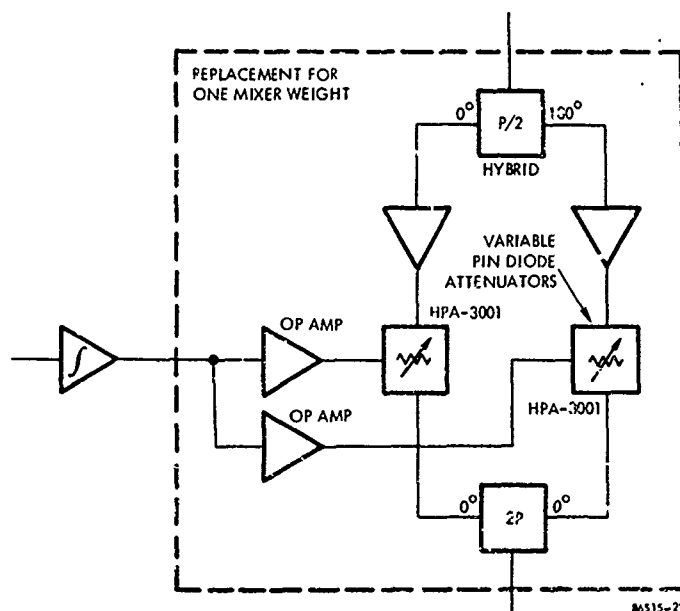 REPLACEMENT FOR
ONE MIXER WEIGHT
0° P/2 180°
HYBRID
VARIABLE
PIN DIODE
ATTENUATORS
HPA-3001
OP AMP
∫
OP AMP
HPA-3001
0° 2P 0°